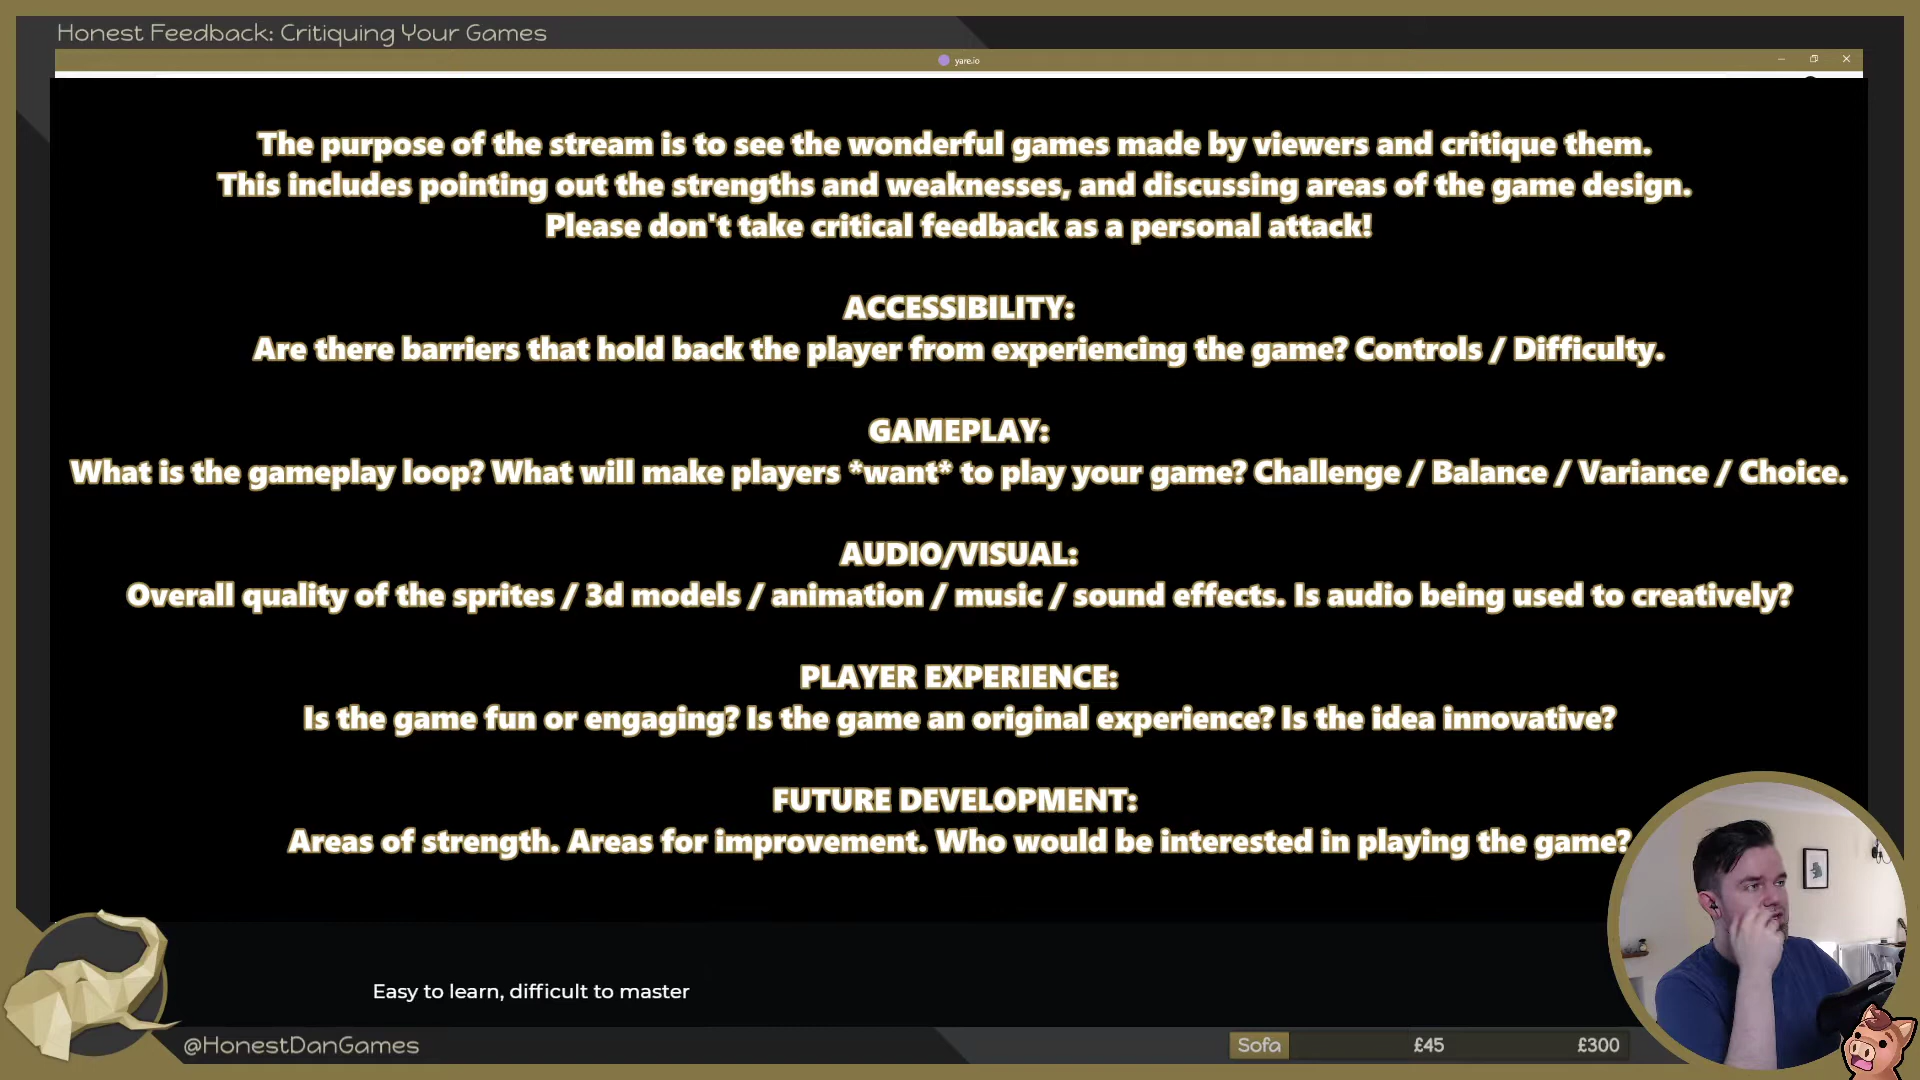 Honest Feedback: Critiquing Your Games
yare.io
The purpose of the stream is to see the wonderful games made by viewers and critique them.
This includes pointing out the strengths and weaknesses, and discussing areas of the game design.
Please don't take critical feedback as a personal attack!
ACCESSIBILITY:
Are there barriers that hold back the player from experiencing the game? Controls / Difficulty.
GAMEPLAY:
What is the gameplay loop? What will make players *want* to play your game? Challenge / Balance / Variance / Choice.
AUDIO/VISUAL:
Overall quality of the sprites / 3d models / animation / music / sound effects. Is audio being used to creatively?
PLAYER EXPERIENCE:
Is the game fun or engaging? Is the game an original experience? Is the idea innovative?
FUTURE DEVELOPMENT:
Areas of strength. Areas for improvement. Who would be interested in playing the game?
Easy to learn, difficult to master
@HonestDanGames
Sofa £45 £300